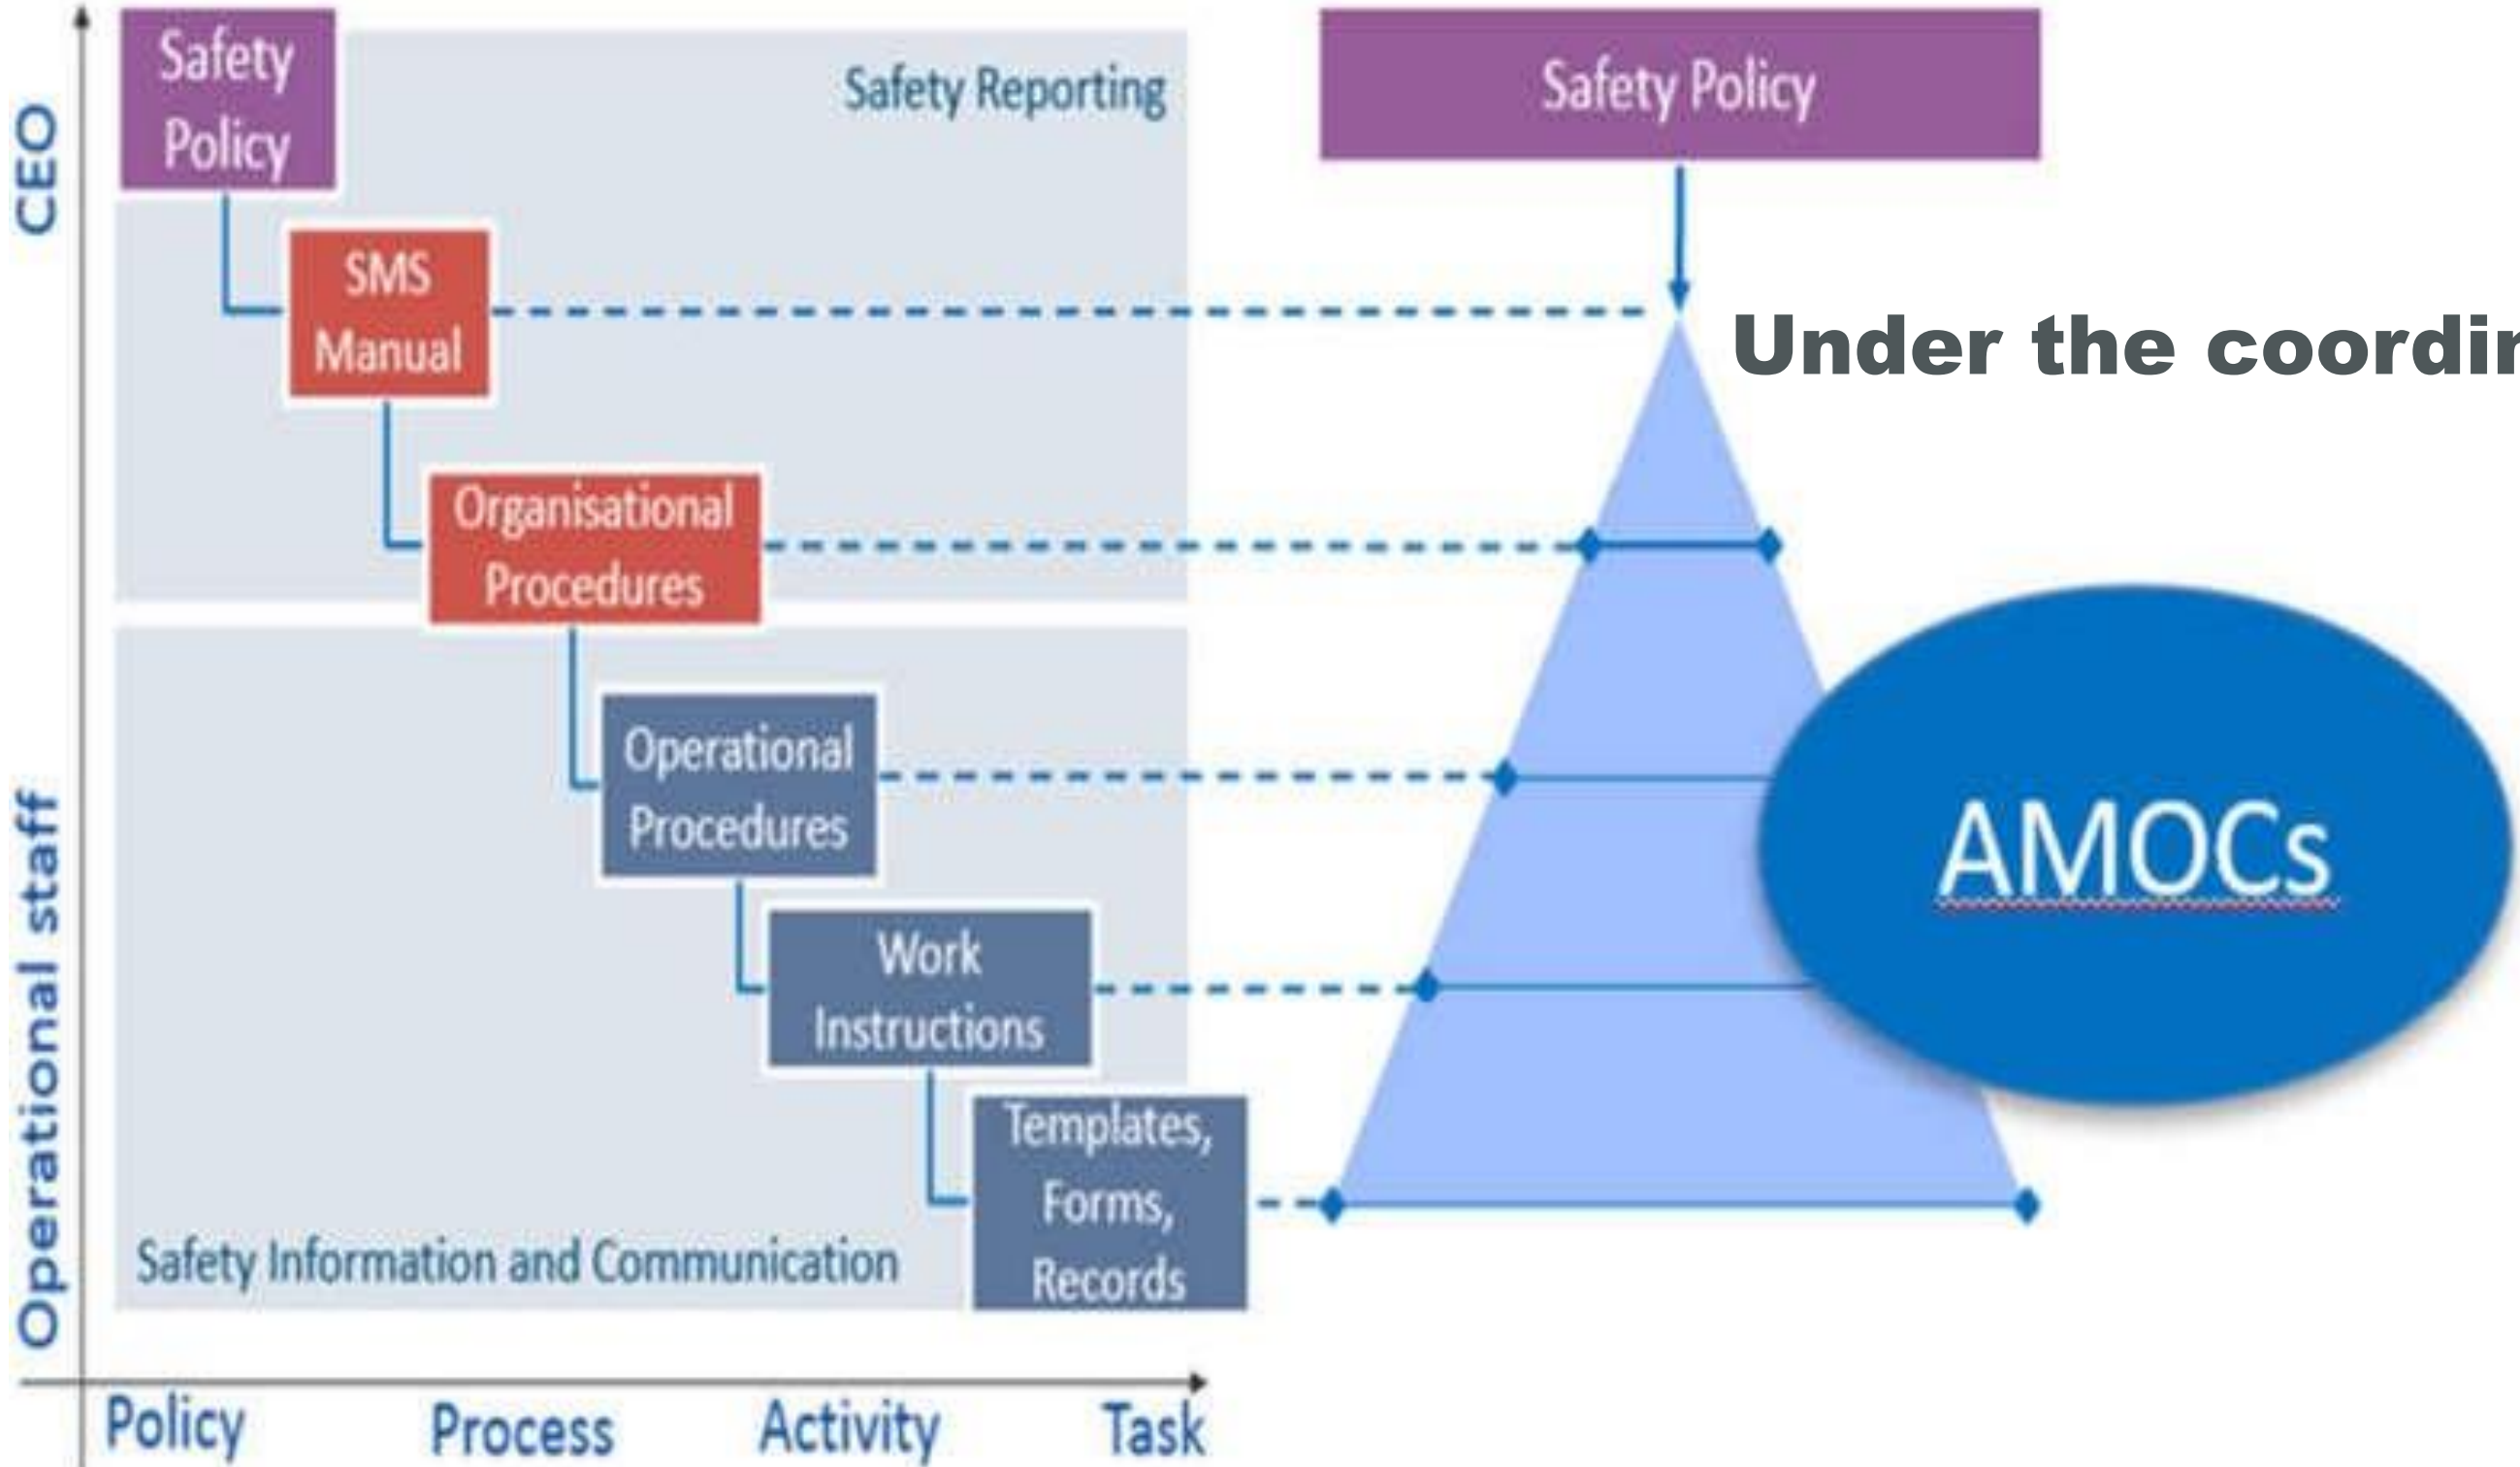 Safety
Policy
Safety Reporting
Safety Policy
CEO
SMS
Manual
Under the
Organisational
Procedures
Operational
Procedures
AMOCs
Operational staff
Work
Instructions
Templates,
Forms,
Records
Safety Information and Communication
Policy
Process
Activity
Task